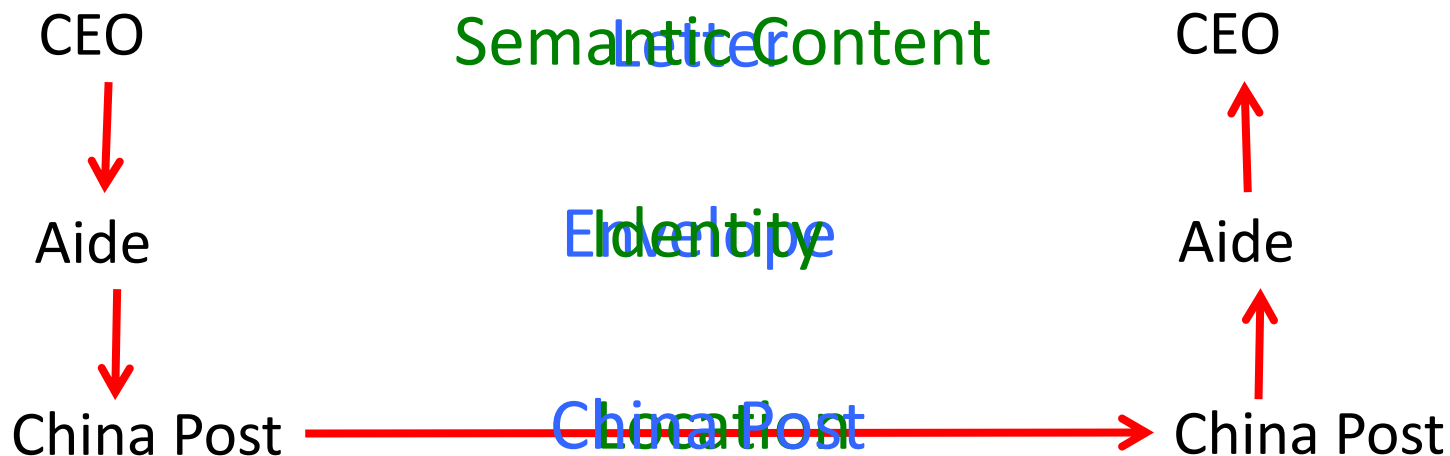 CEO
Semantic Content
Letter
CEO
Aide
Envelope
Identity
Aide
China Post
China Post
Location
China Post